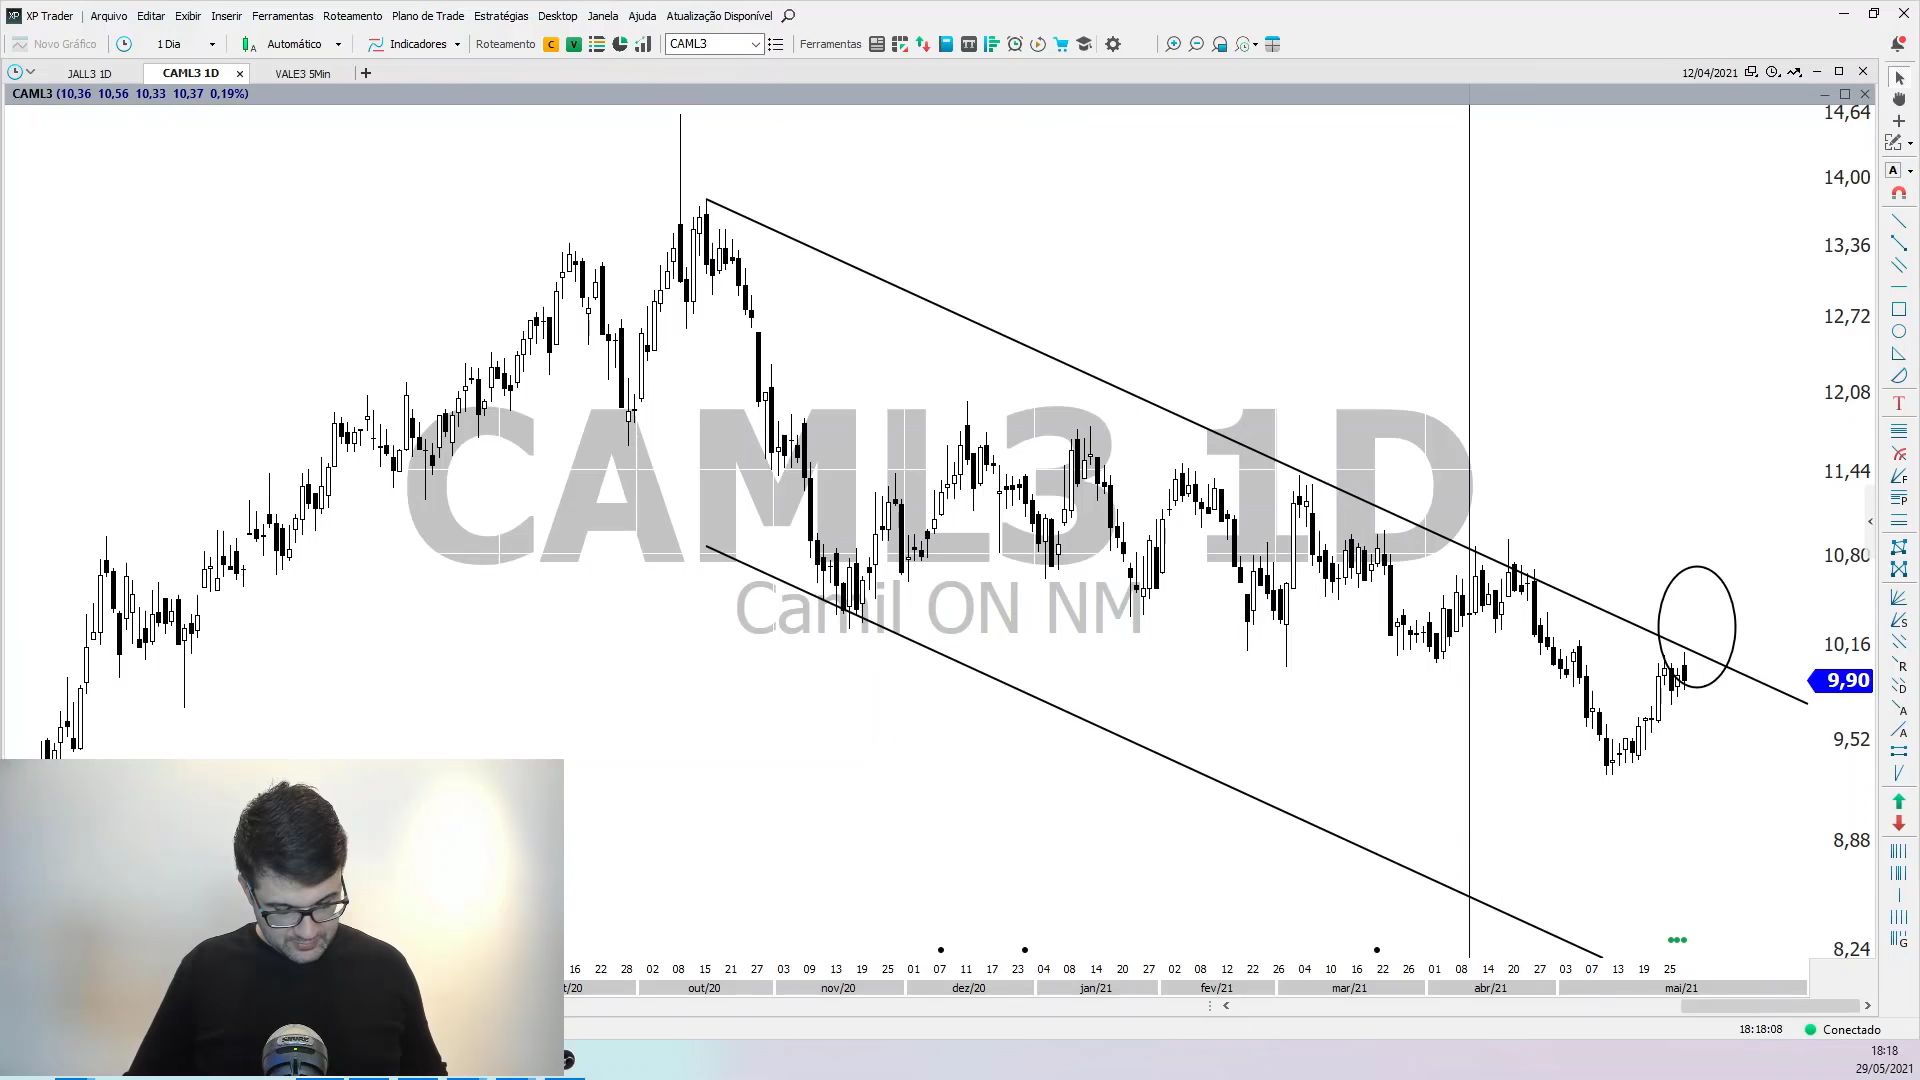 XP XP Trader Arquivo Editar Exibir Inserir Ferramentas Roteamento Plano de Trade Estratégias Desktop Janela Ajuda Atualização Disponível
Novo Gráfico 1 Dia Automático Indicadores Roteamento C V CAML3 Ferramentas
JALL3 1D CAML3 1D VALE3 5Min 12/04/2021
CAML3 (10,36 10,56 10,33 10,37 0,19%)
14,64
14,00
13,36
12,72
12,08
11,44
10,80
10,16
9,90
9,52
8,88
8,24
CAML3 1D
Camil ON NM
16 22 28 02 08 15 21 27 03 09 13 19 25 01 07 11 17 23 04 08 14 20 27 02 08 12 22 26 04 10 16 22 26 01 08 14 20 27 03 07 13 19 25
t/20 out/20 nov/20 dez/20 jan/21 fev/21 mar/21 abr/21 mai/21
18:18:08 Conectado
18:18
29/05/2021
SHURE